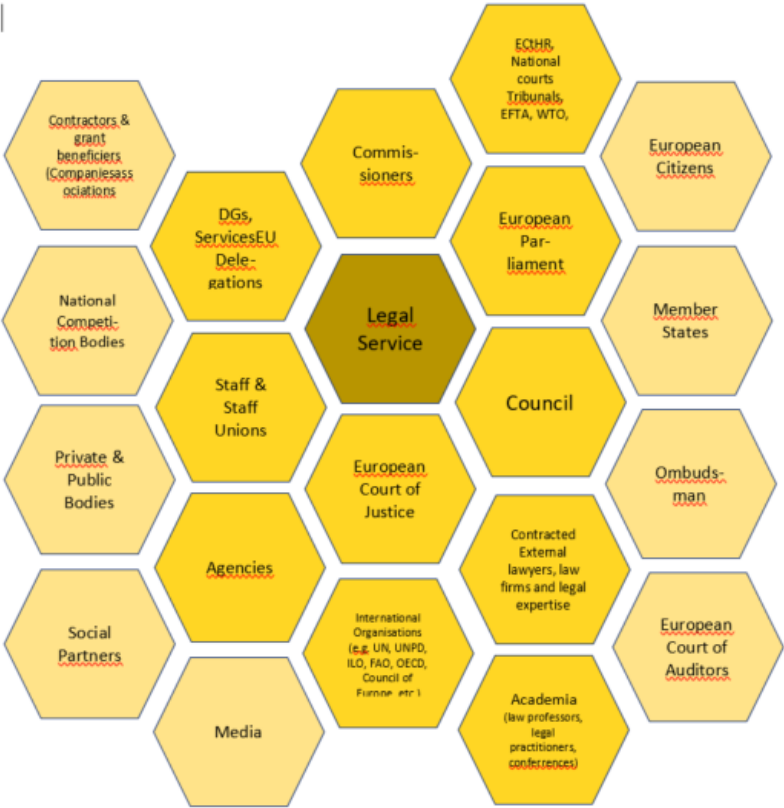 ECtHR,
National
courts
Tribunals,
EFTA, WTO,
Contractors &
grant
beneficiers
(Companiesass
ociations
Commis-
sioners
European
Citizens
DGs,
ServicesEU
Dele-
gations
European
Par-
liament
National
Competi-
tion Bodies
Legal
Service
Member
States
Staff &
Staff
Unions
Council
Private &
Public
Bodies
European
Court of
Justice
Ombuds-
man
Agencies
Contracted
External
lawyers, law
firms and legal
expertise
Social
Partners
International
Organisations
(e.g. UN, UNPD,
ILO, FAO, OECD,
Council of
Europe, etc.)
European
Court of
Auditors
Media
Academia
(law professors,
legal
practitioners,
conferrences)